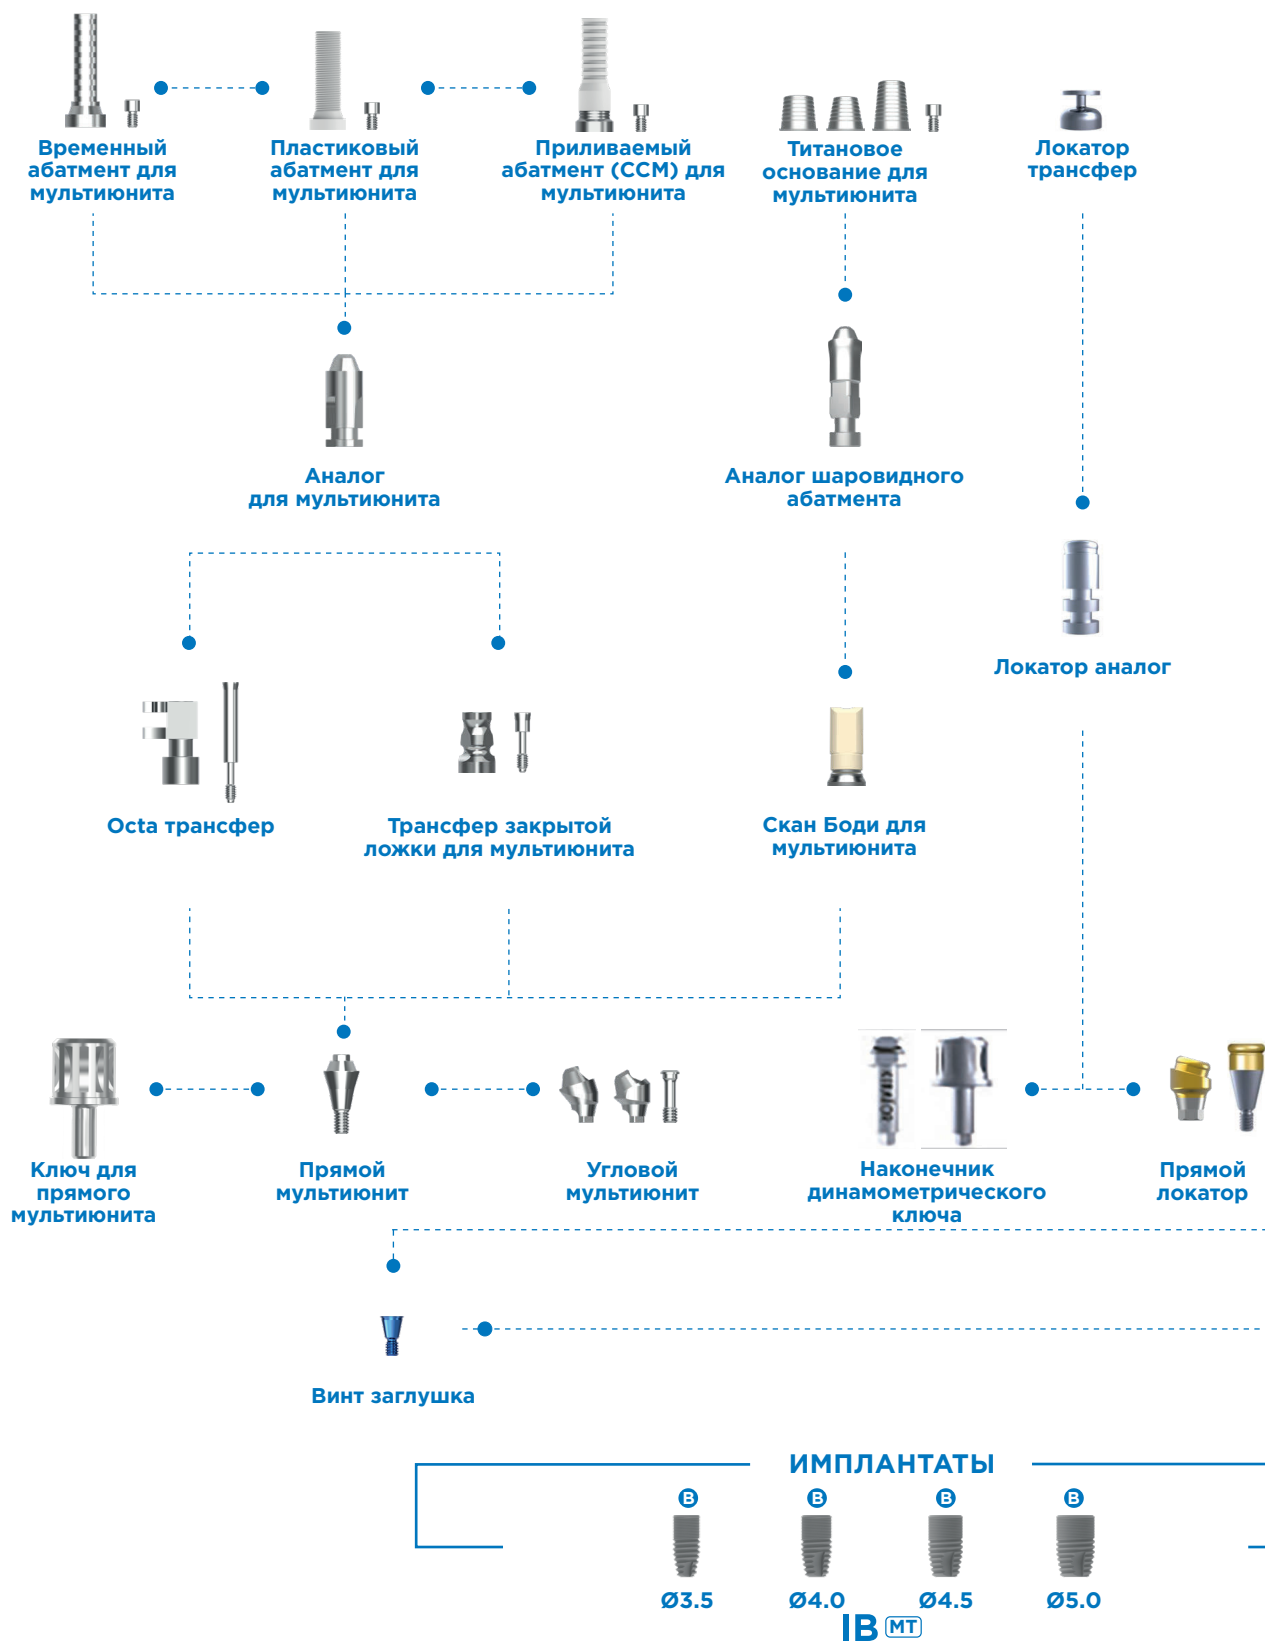 Временный
абатмент для
мультиюнита
Пластиковый
абатмент для
мультиюнита
Приливаемый
абатмент (CCM) для
мультиюнита
Титановое
основание для
мультиюнита
Локатор
трансфер
Аналог
для мультиюнита
Аналог шаровидного
абатмента
Локатор аналог
Octa трансфер
Трансфер закрытой
ложки для мультиюнита
Скан Боди для
мультиюнита
Ключ для
прямого
мультиюнита
Прямой
мультиюнит
Угловой
мультиюнит
Наконечник
динамометрического
ключа
Прямой
локатор
Винт заглушка
ИМПЛАНТАТЫ
B B B B
Ø3.5 Ø4.0 Ø4.5 Ø5.0
IB MT